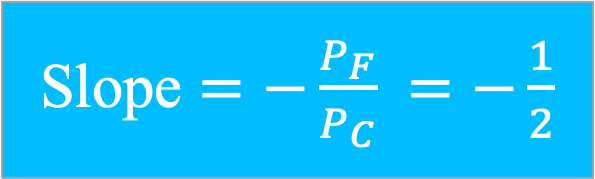 Slope = −P_F/P_C = −1/2